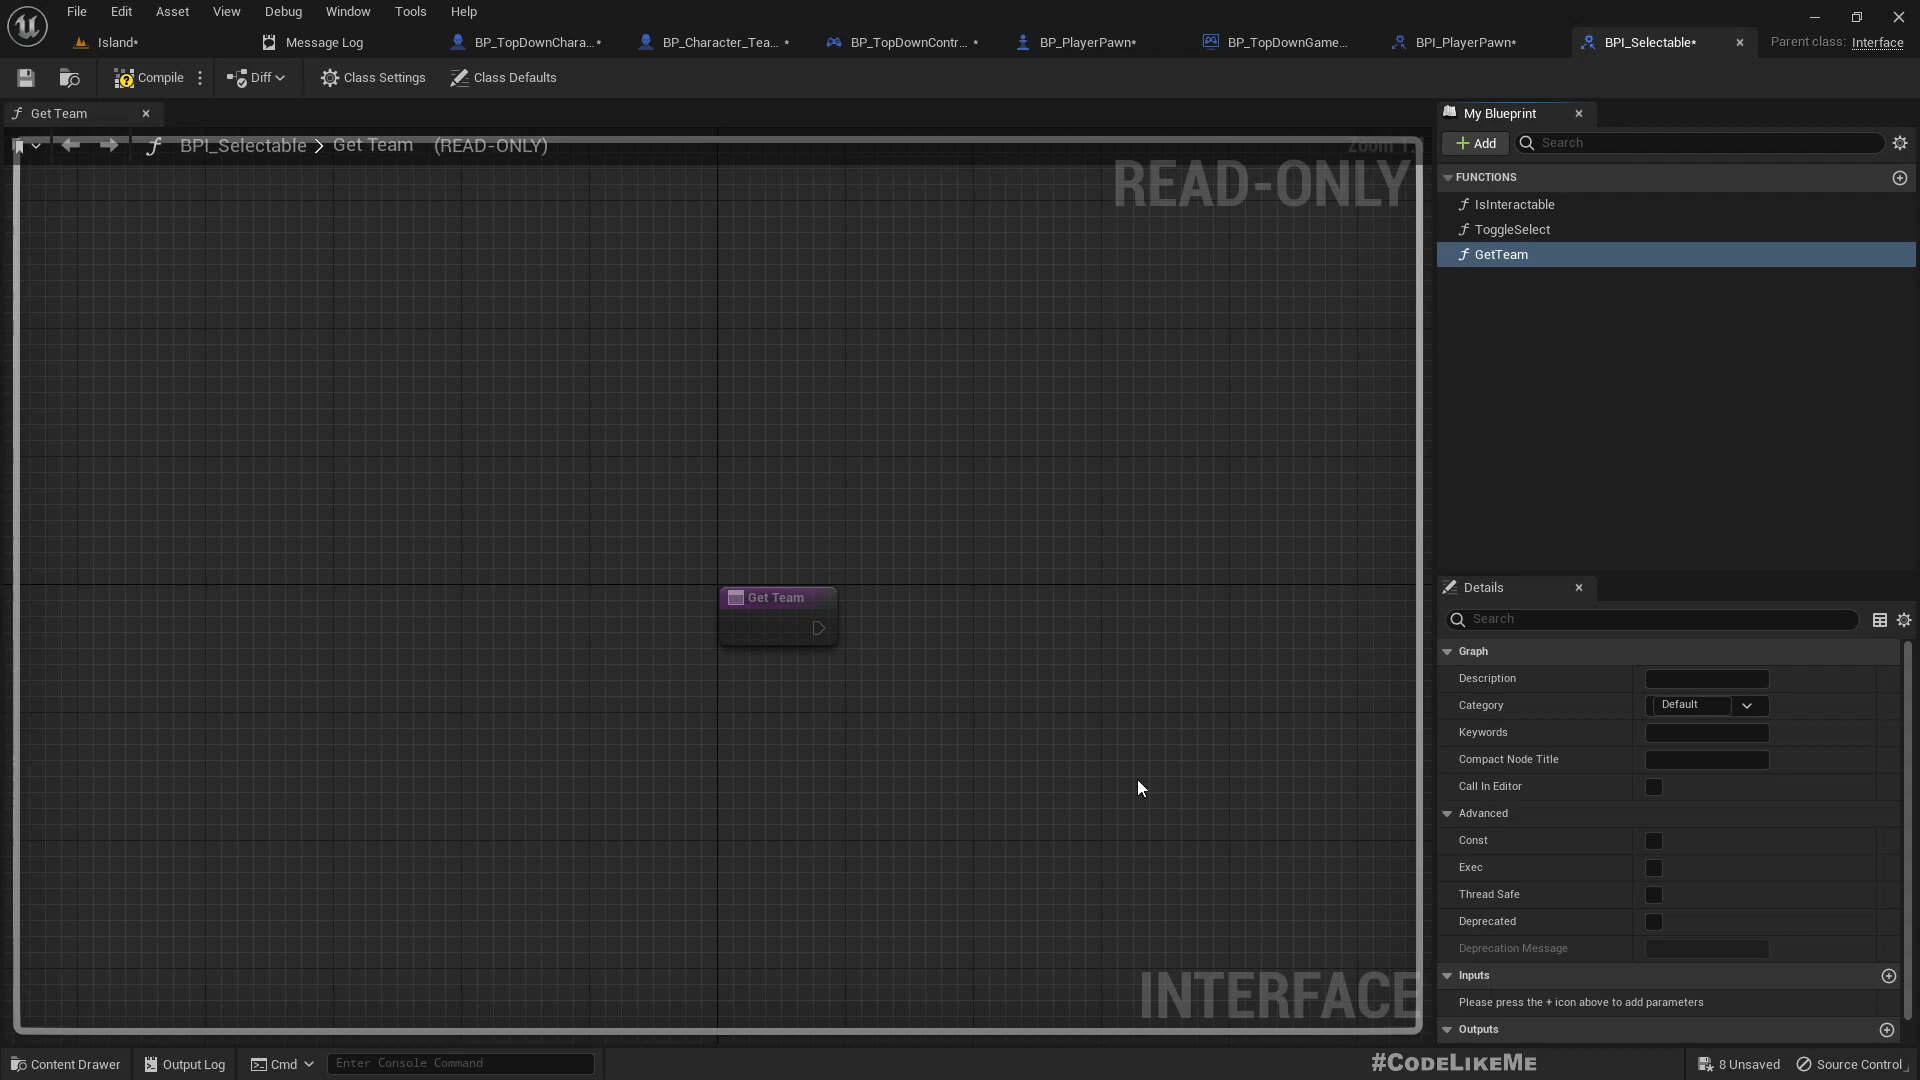 File Edit Asset View Debug Window Tools Help
Island* Message Log BP_TopDownChara...* BP_Character_Tea... * BP_TopDownContr... * BP_PlayerPawn* BP_TopDownGame... BPI_PlayerPawn* BPI_Selectable* Parent class: Interface
Compile Diff Class Settings Class Defaults
Get Team
BPI_Selectable > Get Team (READ-ONLY)
READ-ONLY
Get Team
INTERFACE
My Blueprint
+ Add Search
FUNCTIONS
IsInteractable
ToggleSelect
GetTeam
Details
Search
Graph
Description
Category Default
Keywords
Compact Node Title
Call In Editor
Advanced
Const
Exec
Thread Safe
Deprecated
Deprecation Message
Inputs
Please press the + icon above to add parameters
Outputs
Content Drawer Output Log Cmd Enter Console Command #CODELIKEME 8 Unsaved Source Control